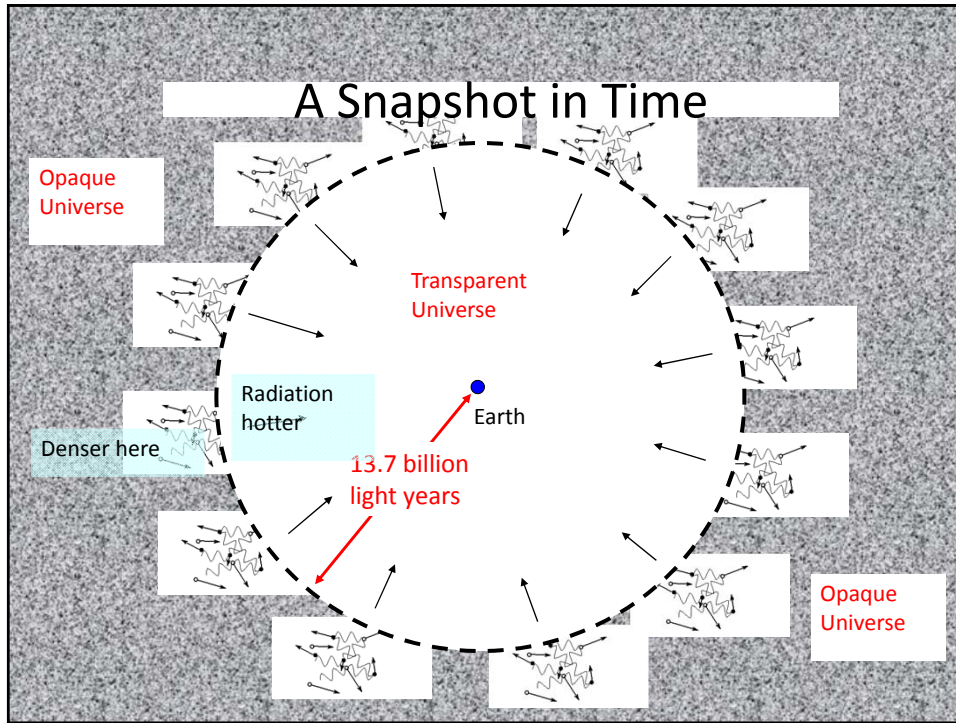 A Snapshot in Time
Opaque
Universe
Transparent
Universe
Radiation
hotter
Earth
Denser here
13.7 billion
light years
Opaque
Universe